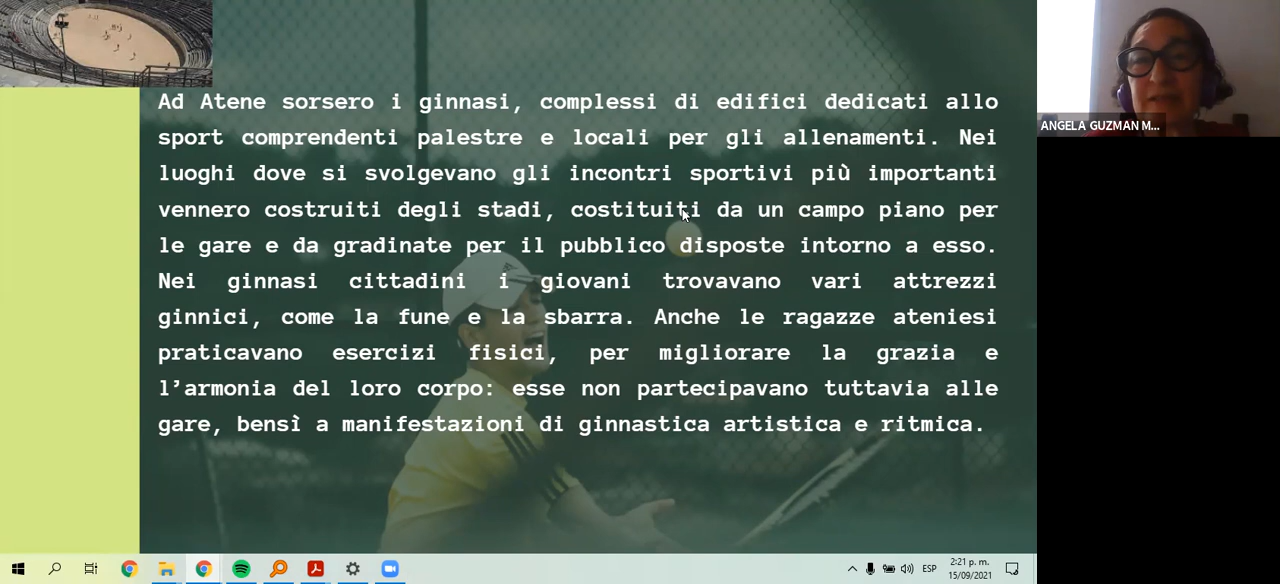 Ad Atene sorsero i ginnasi, complessi di edifici dedicati allo
sport comprendenti palestre e locali per gli allenamenti. Nei
luoghi dove si svolgevano gli incontri sportivi più importanti
vennero costruiti degli stadi, costituiti da un campo piano per
le gare e da gradinate per il pubblico disposte intorno a esso.
Nei ginnasi cittadini i giovani trovavano vari attrezzi
ginnici, come la fune e la sbarra. Anche le ragazze ateniesi
praticavano esercizi fisici, per migliorare la grazia e
l’armonia del loro corpo: esse non partecipavano tuttavia alle
gare, bensì a manifestazioni di ginnastica artistica e ritmica.
ANGELA GUZMAN M...
ESP
2:21 p. m.
15/09/2021